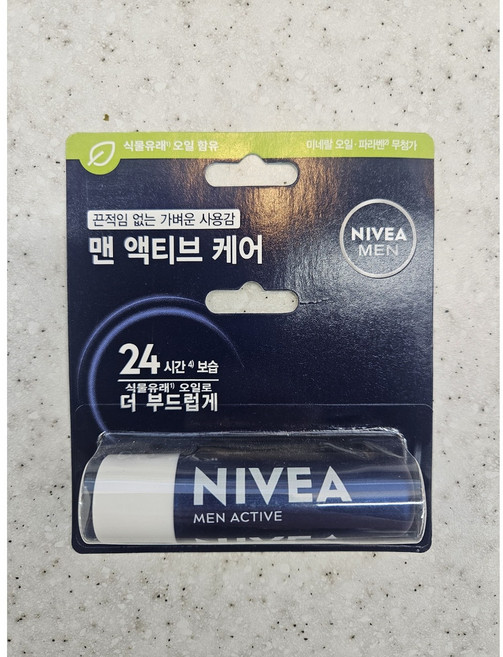 식물유래¹⁾ 오일 함유
미네랄 오일·파라벤²⁾ 무첨가
끈적임 없는 가벼운 사용감
맨 액티브 케어
NIVEA
MEN
24시간⁴⁾ 보습
식물유래¹⁾ 오일로
더 부드럽게
NIVEA
MEN ACTIVE